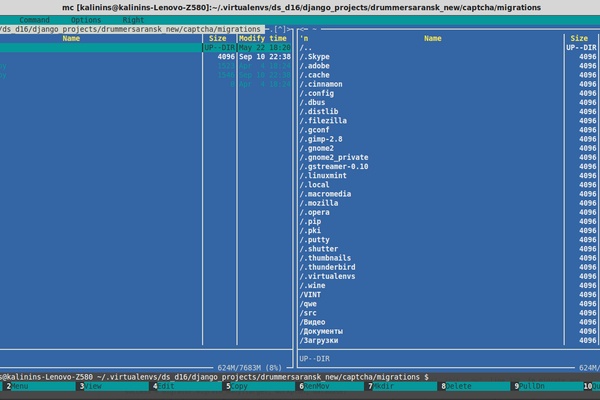 mc [kalinins@kalinins-Lenovo-Z580]:~/.virtualenvs/ds_d16/django_projects/drummersaransk_new/captcha/migrations
Command Options Right
/ds_d16/django_projects/drummersaransk_new/captcha/migrations .[^]> <- ~
Name Size Modify time
UP--DIR May 22 18:20
4096 Sep 10 22:38
'n Name Size
/.. UP--DIR
/.Skype 4096
/.adobe 4096
/.cache 4096
/.cinnamon 4096
/.config 4096
/.dbus 4096
/.distlib 4096
/.filezilla 4096
/.gconf 4096
/.gimp-2.8 4096
/.gnome2 4096
/.gnome2_private 4096
/.gstreamer-0.10 4096
/.linuxmint 4096
/.local 4096
/.macromedia 4096
/.mozilla 4096
/.opera 4096
/.pip 4096
/.pki 4096
/.putty 4096
/.shutter 4096
/.thumbnails 4096
/.thunderbird 4096
/.virtualenvs 4096
/.wine 4096
/VINT 4096
/qwe 4096
/src 4096
/Видео 4096
/Документы 4096
/Загрузки 4096
UP--DIR
624M/7683M (8%) 624M/
s@kalinins-Lenovo-Z580 ~/.virtualenvs/ds_d16/django_projects/drummersaransk_new/captcha/migrations $
2Menu 3View 4Edit 5Copy 6RenMov 7Mkdir 8Delete 9PullDn 10